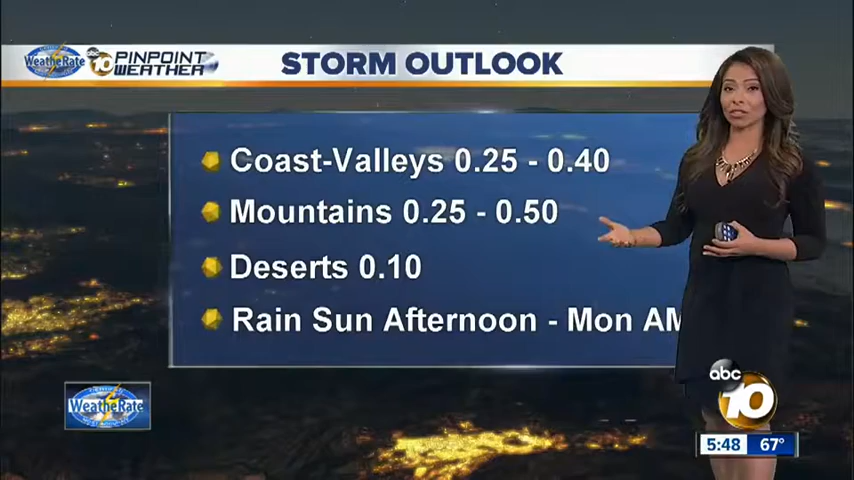 WeatheRate
abc 10 PINPOINT WEATHER
STORM OUTLOOK
Coast-Valleys 0.25 - 0.40
Mountains 0.25 - 0.50
Deserts 0.10
Rain Sun Afternoon - Mon AM
WeatheRate
abc
10
5:48 67°